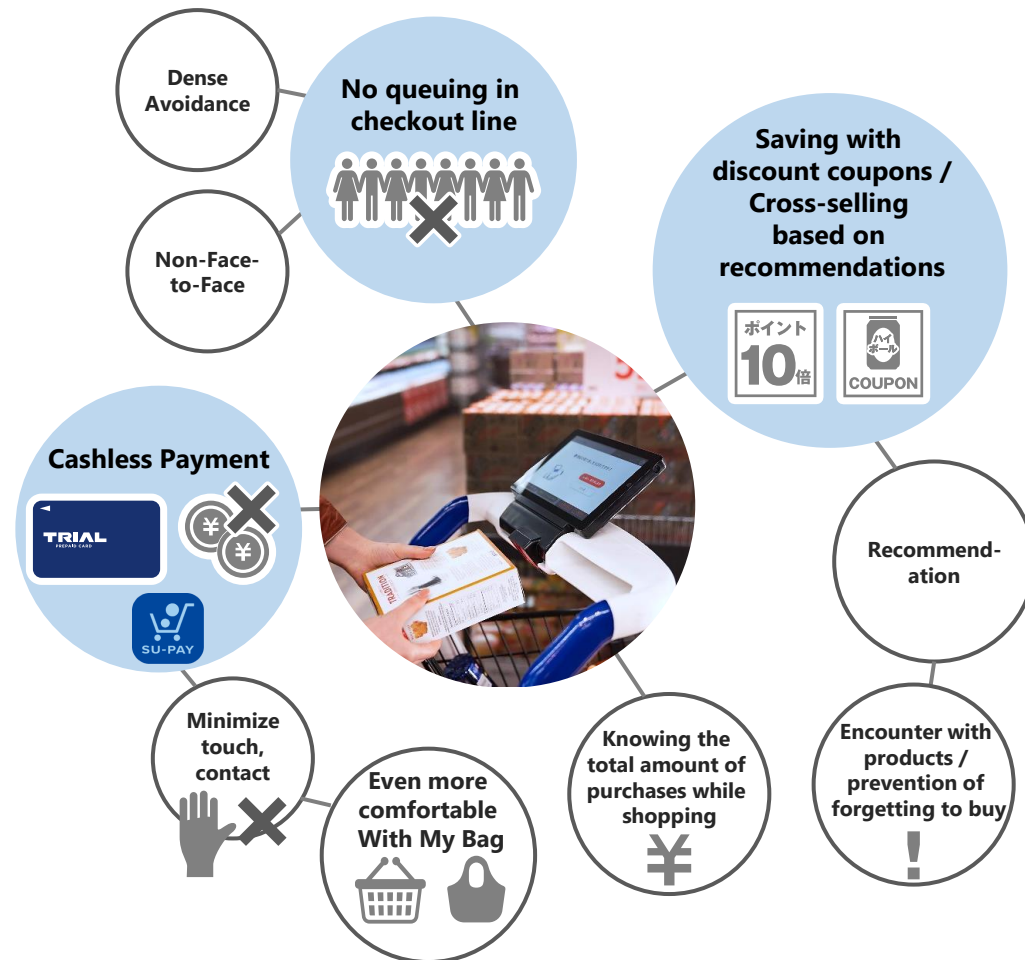 Dense
Avoidance
No queuing in
checkout line
Non-Face-
to-Face
Saving with
discount coupons /
Cross-selling
based on
recommendations
ポイント
10倍
ハイ
ボール
COUPON
Cashless Payment
TRIAL
PREPAID CARD
¥
¥
SU-PAY
TRADITION
Recommend-
ation
Minimize
touch,
contact
Even more
comfortable
With My Bag
Knowing the
total amount of
purchases while
shopping
¥
Encounter with
products /
prevention of
forgetting to buy
!